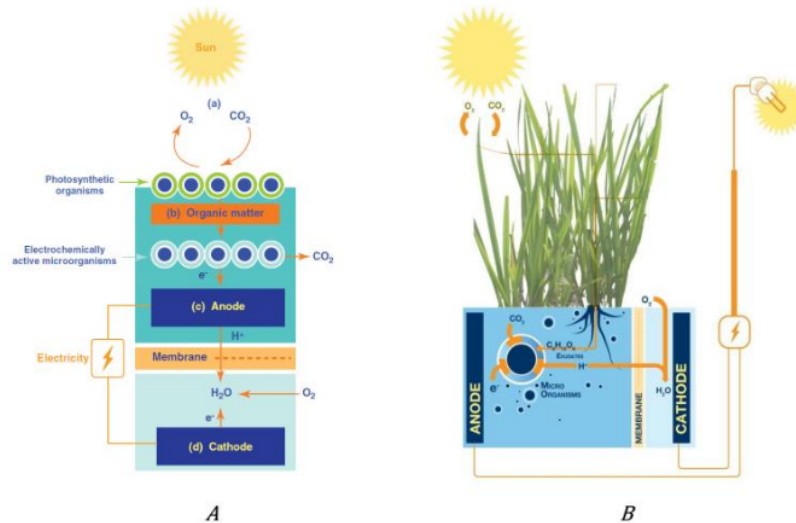 Sun
(a)
O₂
CO₂
Photosynthetic
organisms
(b) Organic matter
Electrochemically
active microorganisms
CO₂
e⁻
(c) Anode
H⁺
Electricity
Membrane
H₂O
O₂
e⁻
(d) Cathode
A
O₂
CO₂
O₂
CO₂
C₆H₁₂O₆
EXUDATES
H⁺
e⁻
MICRO
ORGANISMS
H₂O
ANODE
MEMBRANE
CATHODE
B